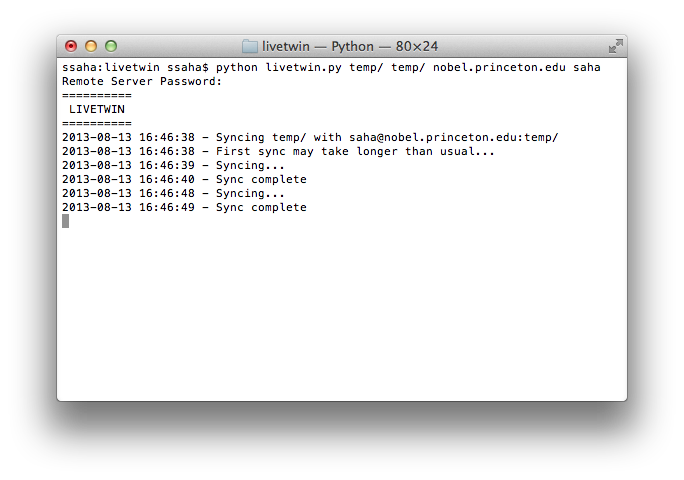 livetwin — Python — 80×24
ssaha:livetwin ssaha$ python livetwin.py temp/ temp/ nobel.princeton.edu saha
Remote Server Password:
==========
LIVETWIN
==========
2013-08-13 16:46:38 - Syncing temp/ with saha@nobel.princeton.edu:temp/
2013-08-13 16:46:38 - First sync may take longer than usual...
2013-08-13 16:46:39 - Syncing...
2013-08-13 16:46:40 - Sync complete
2013-08-13 16:46:48 - Syncing...
2013-08-13 16:46:49 - Sync complete